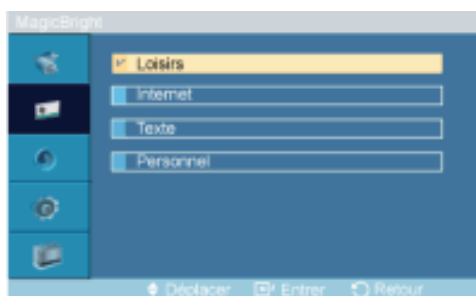 MagicBright
Loisirs
Internet
Texte
Personnel
Déplacer Entrer Retour